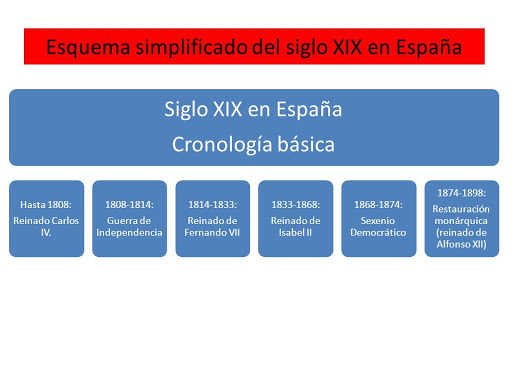 Esquema simplificado del siglo XIX en España
Siglo XIX en España
Cronología básica
Hasta 1808:
Reinado Carlos
IV.
1808-1814:
Guerra de
Independencia
1814-1833:
Reinado de
Fernando VII
1833-1868:
Reinado de
Isabel II
1868-1874:
Sexenio
Democrático
1874-1898:
Restauración
monárquica
(reinado de
Alfonso XII)